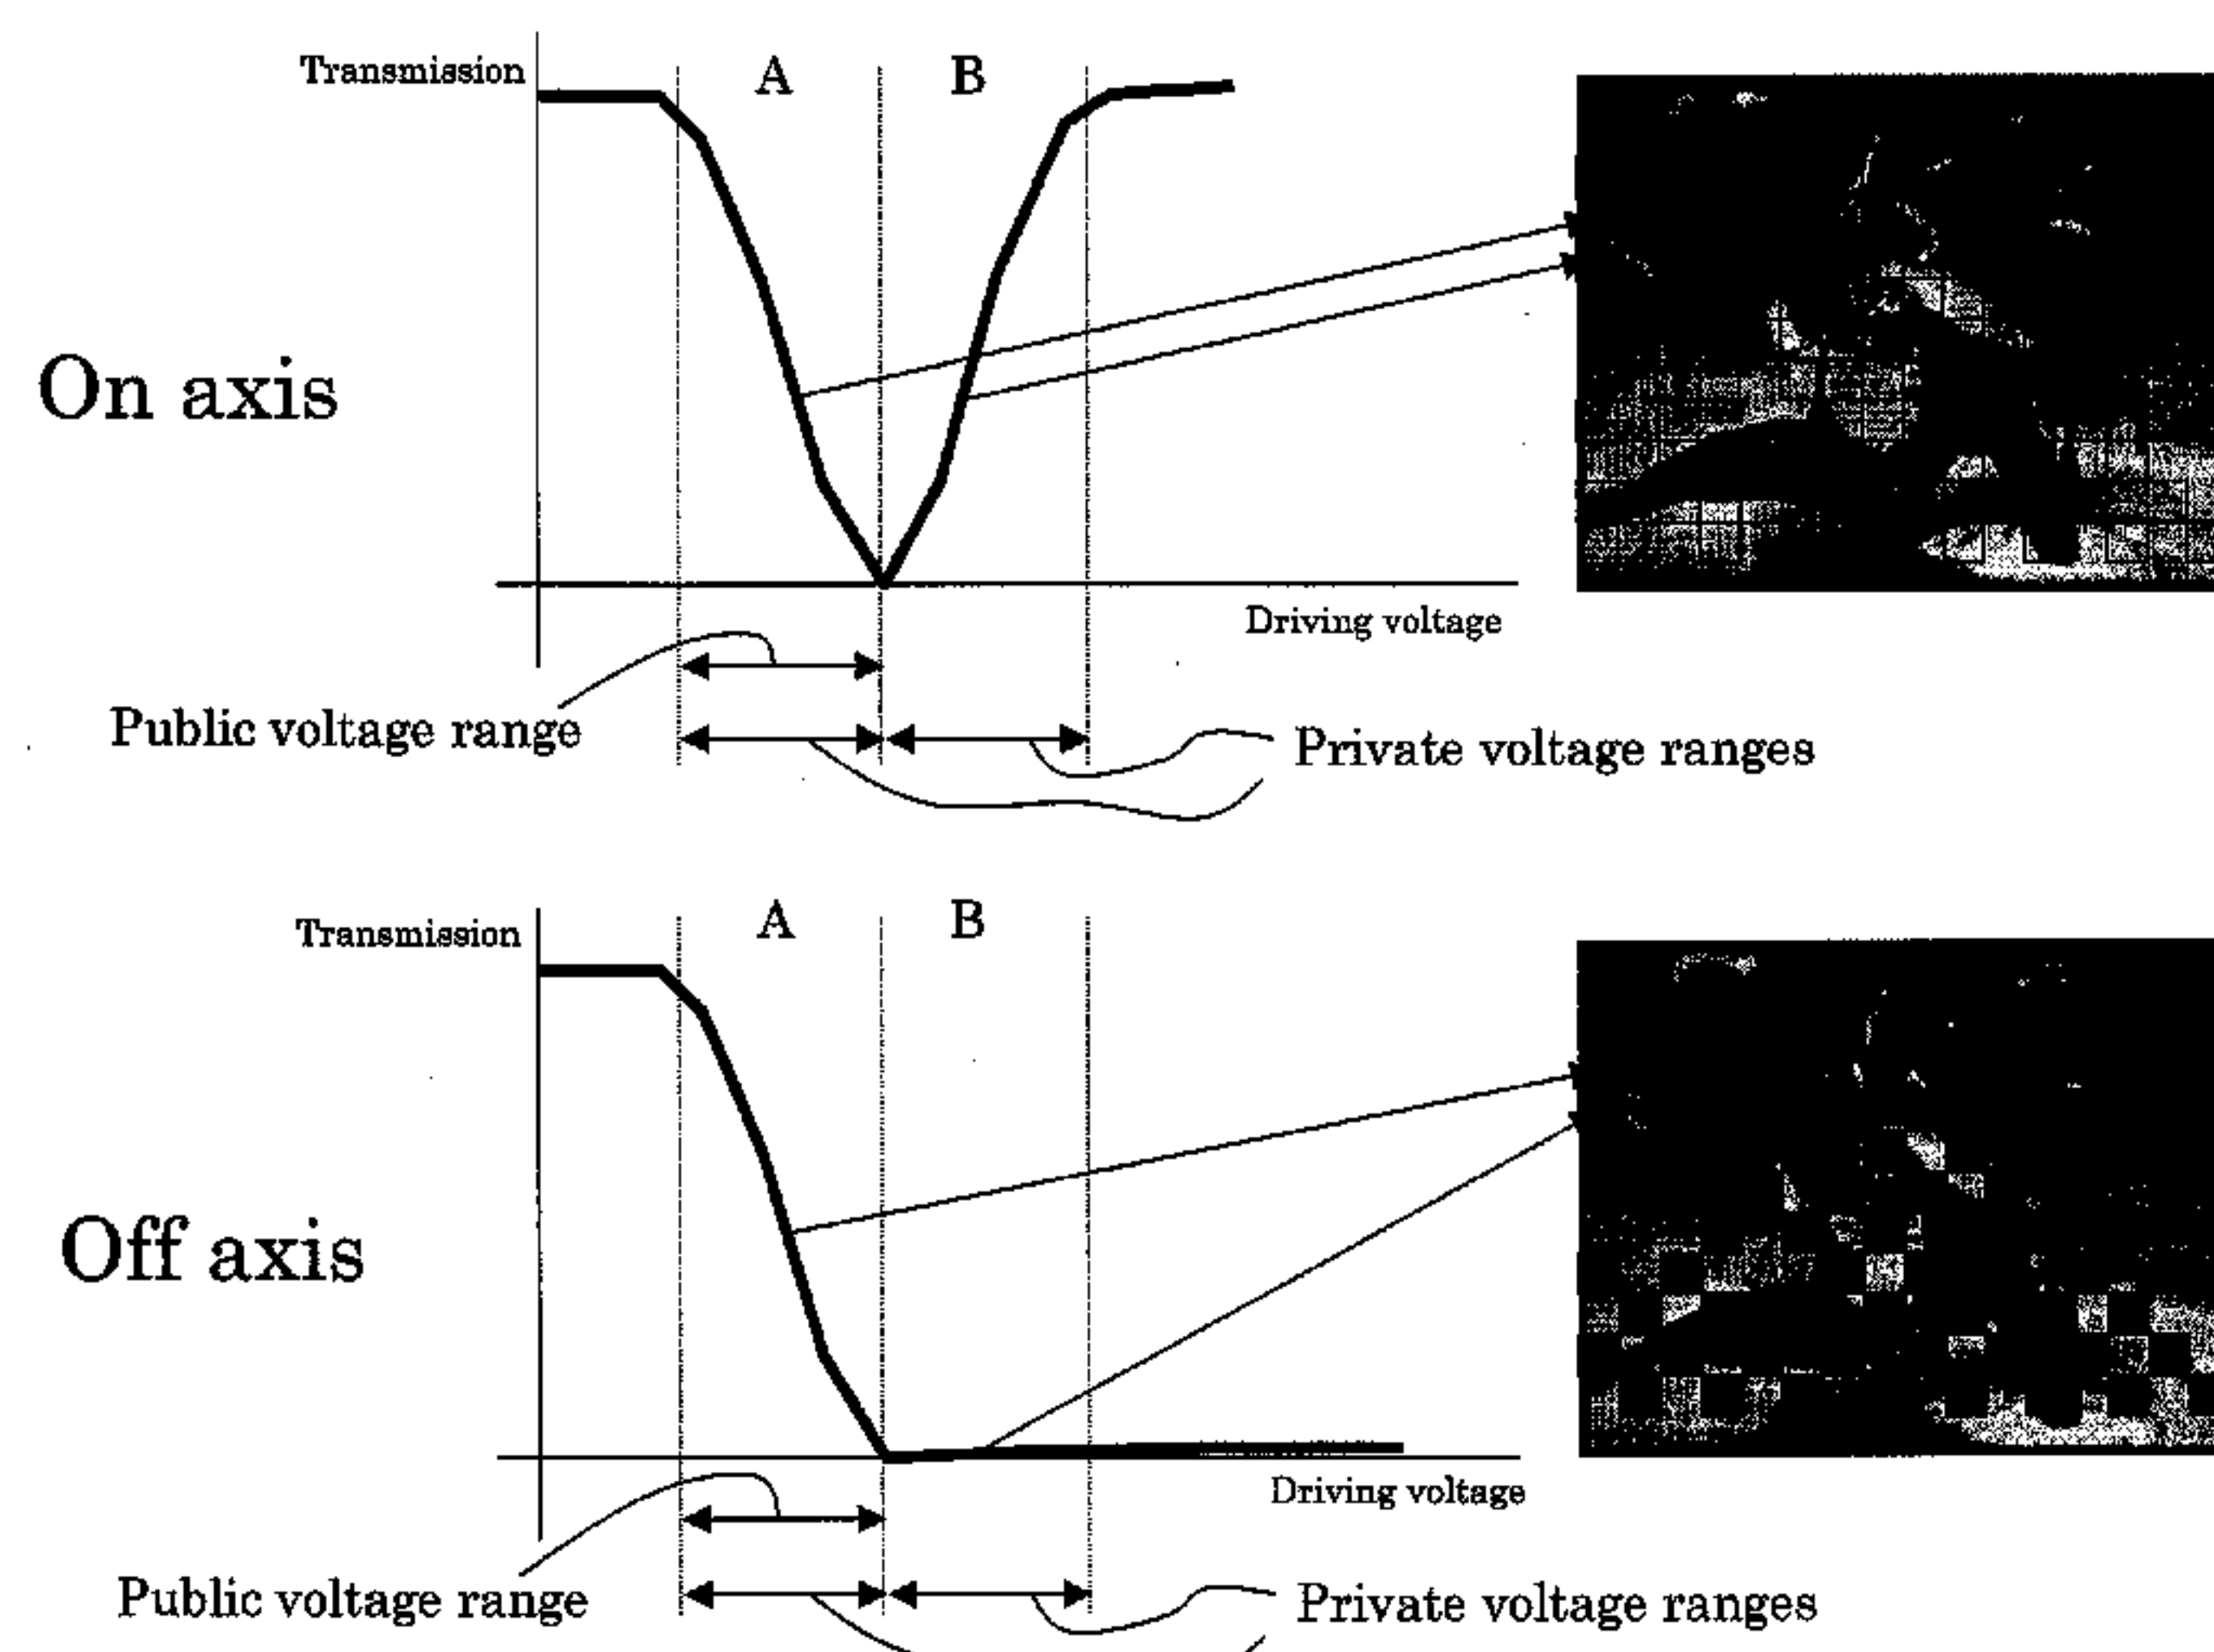 Transmission
A
B
On axis
Driving voltage
Public voltage range
Private voltage ranges
Transmission
A
B
Off axis
Driving voltage
Public voltage range
Private voltage ranges